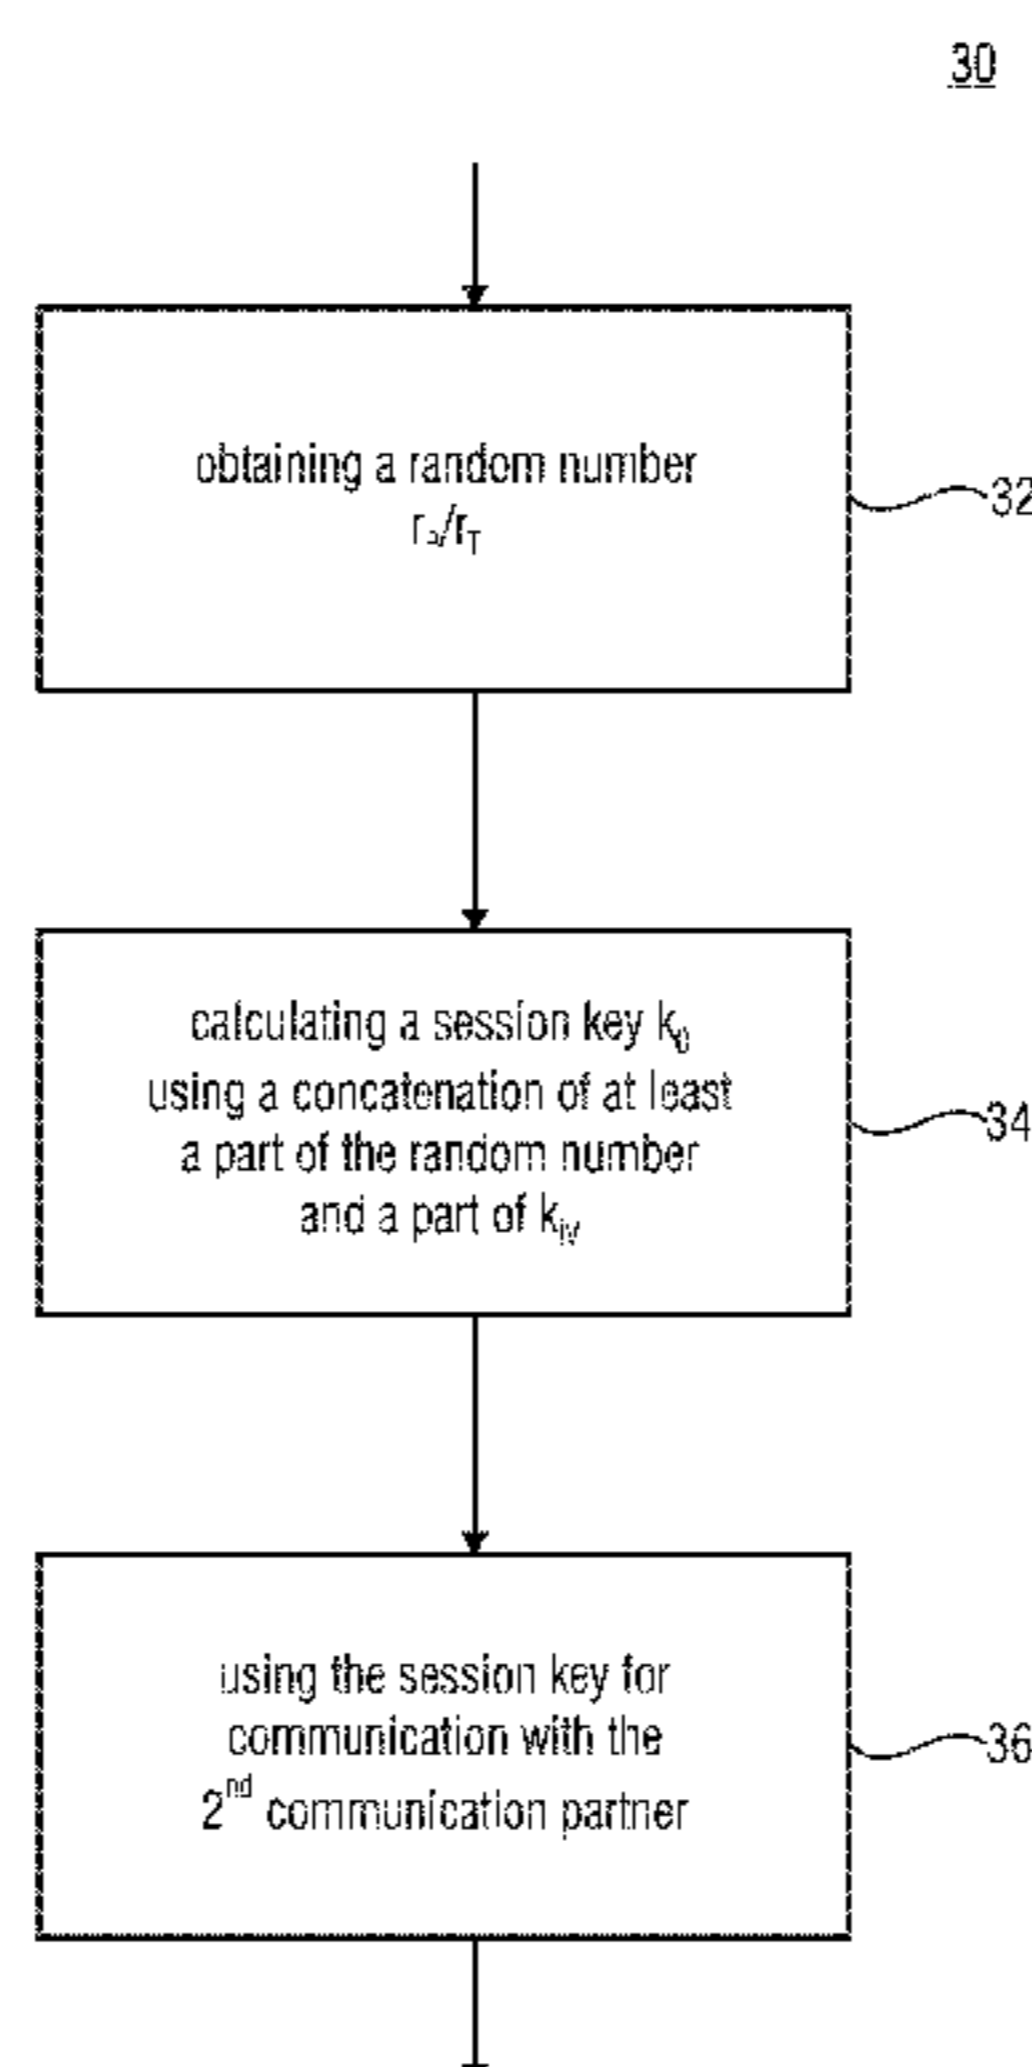 30
obtaining a random number
/r_T
32
calculating a session key k_0
using a concatenation of at least
a part of the random number
and a part of k_iv
34
using the session key for
communication with the
2nd communication partner
36